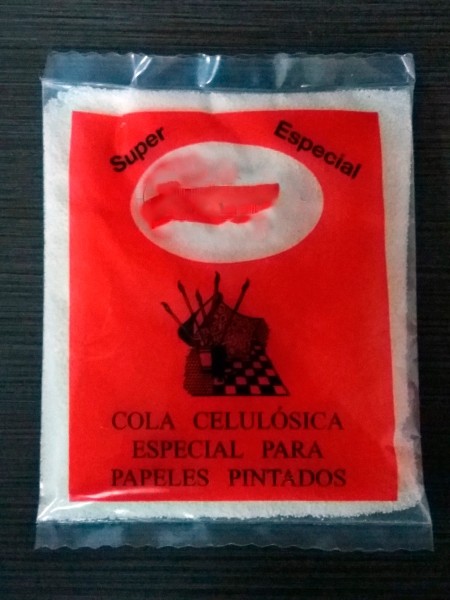 Super Especial
COLA CELULÓSICA
ESPECIAL PARA
PAPELES PINTADOS